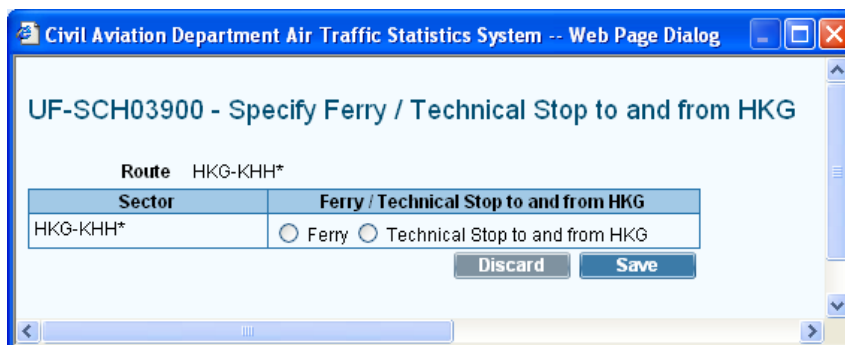 Civil Aviation Department Air Traffic Statistics System -- Web Page Dialog
UF-SCH03900 - Specify Ferry / Technical Stop to and from HKG
Route HKG-KHH*
Sector Ferry / Technical Stop to and from HKG
HKG-KHH* Ferry Technical Stop to and from HKG
Discard Save